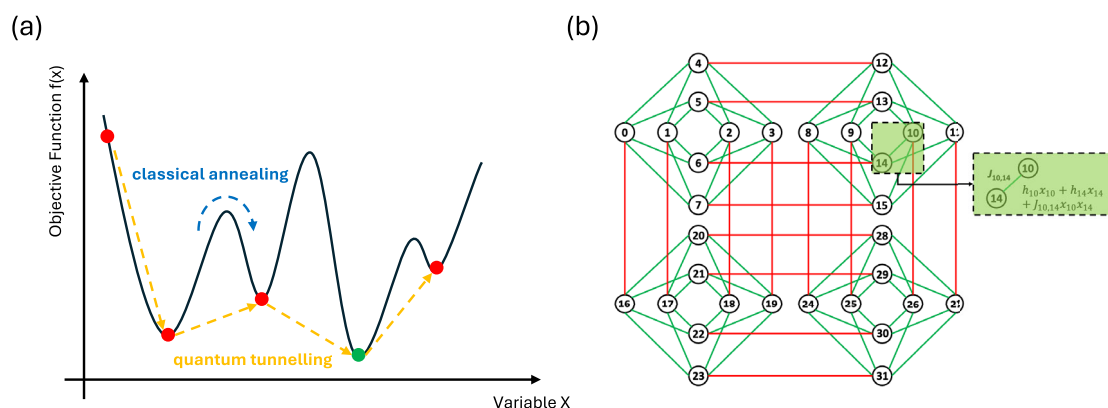 (a)
Objective Function f(x)
classical annealing
quantum tunnelling
Variable X
(b)
4 12
5 13
0 1 2 3 8 9 10 11
6 14
7 15
J10,14 10
14 h10x10 + h14x14
+ J10,14x10x14
20 28
21 29
16 17 18 19 24 25 26 27
22 30
23 31